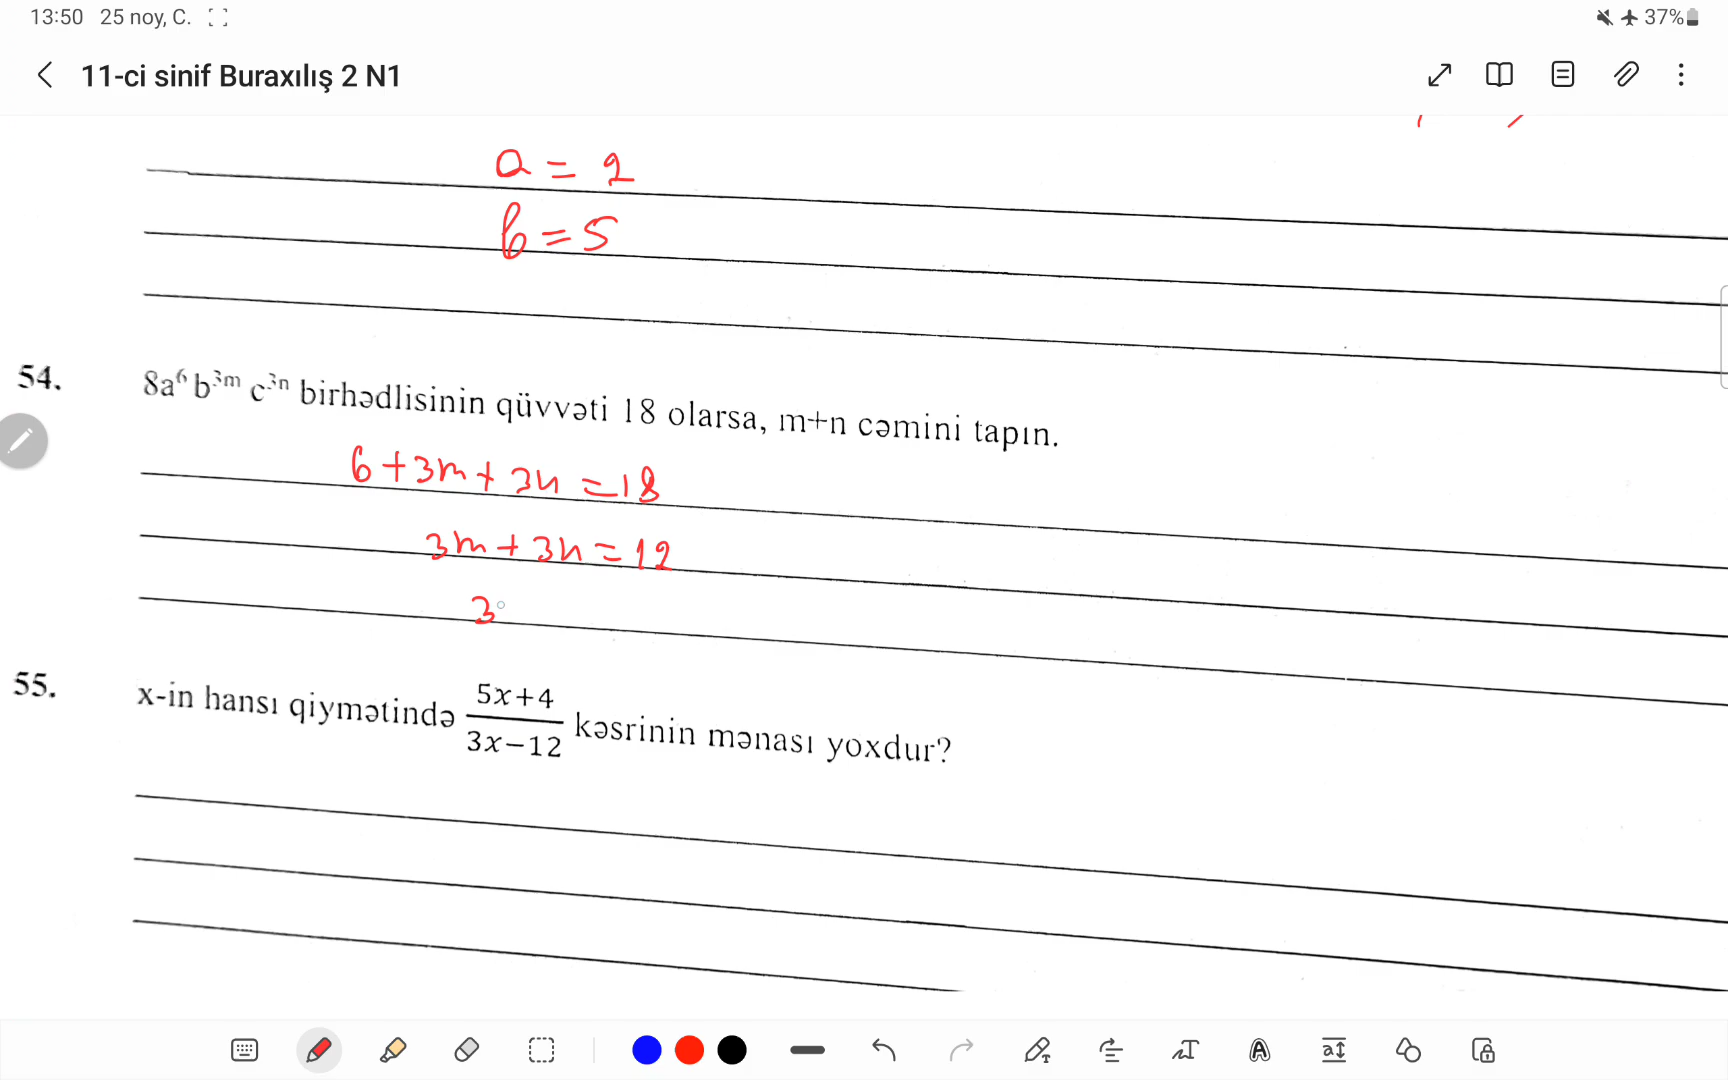 13:50 25 noy, C. 37%
11-ci sinif Buraxılış 2 N1
a = 2
b = 5
54. 8a⁶ b³ᵐ c³ⁿ birhədlisinin qüvvəti 18 olarsa, m+n cəmini tapın.
6 + 3m + 3n = 18
3m + 3n = 12
3
55. x-in hansı qiymətində (5x+4)/(3x−12) kəsrinin mənası yoxdur?